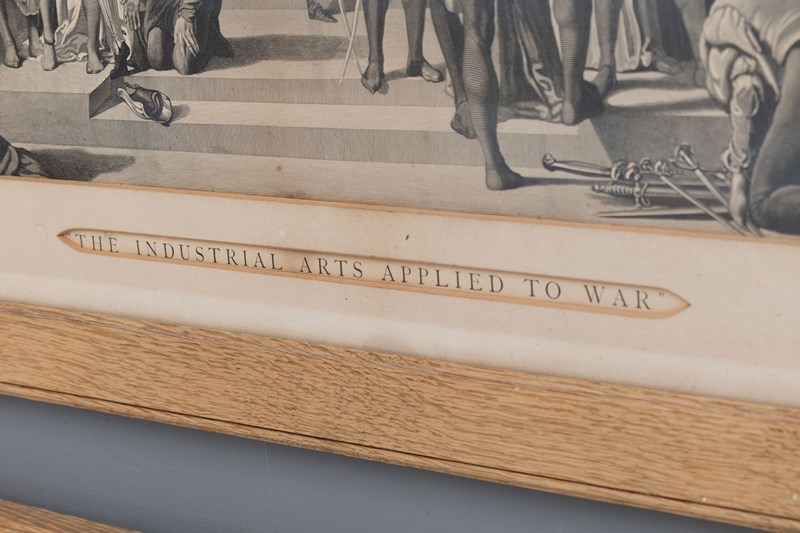 "THE INDUSTRIAL ARTS APPLIED TO WAR"